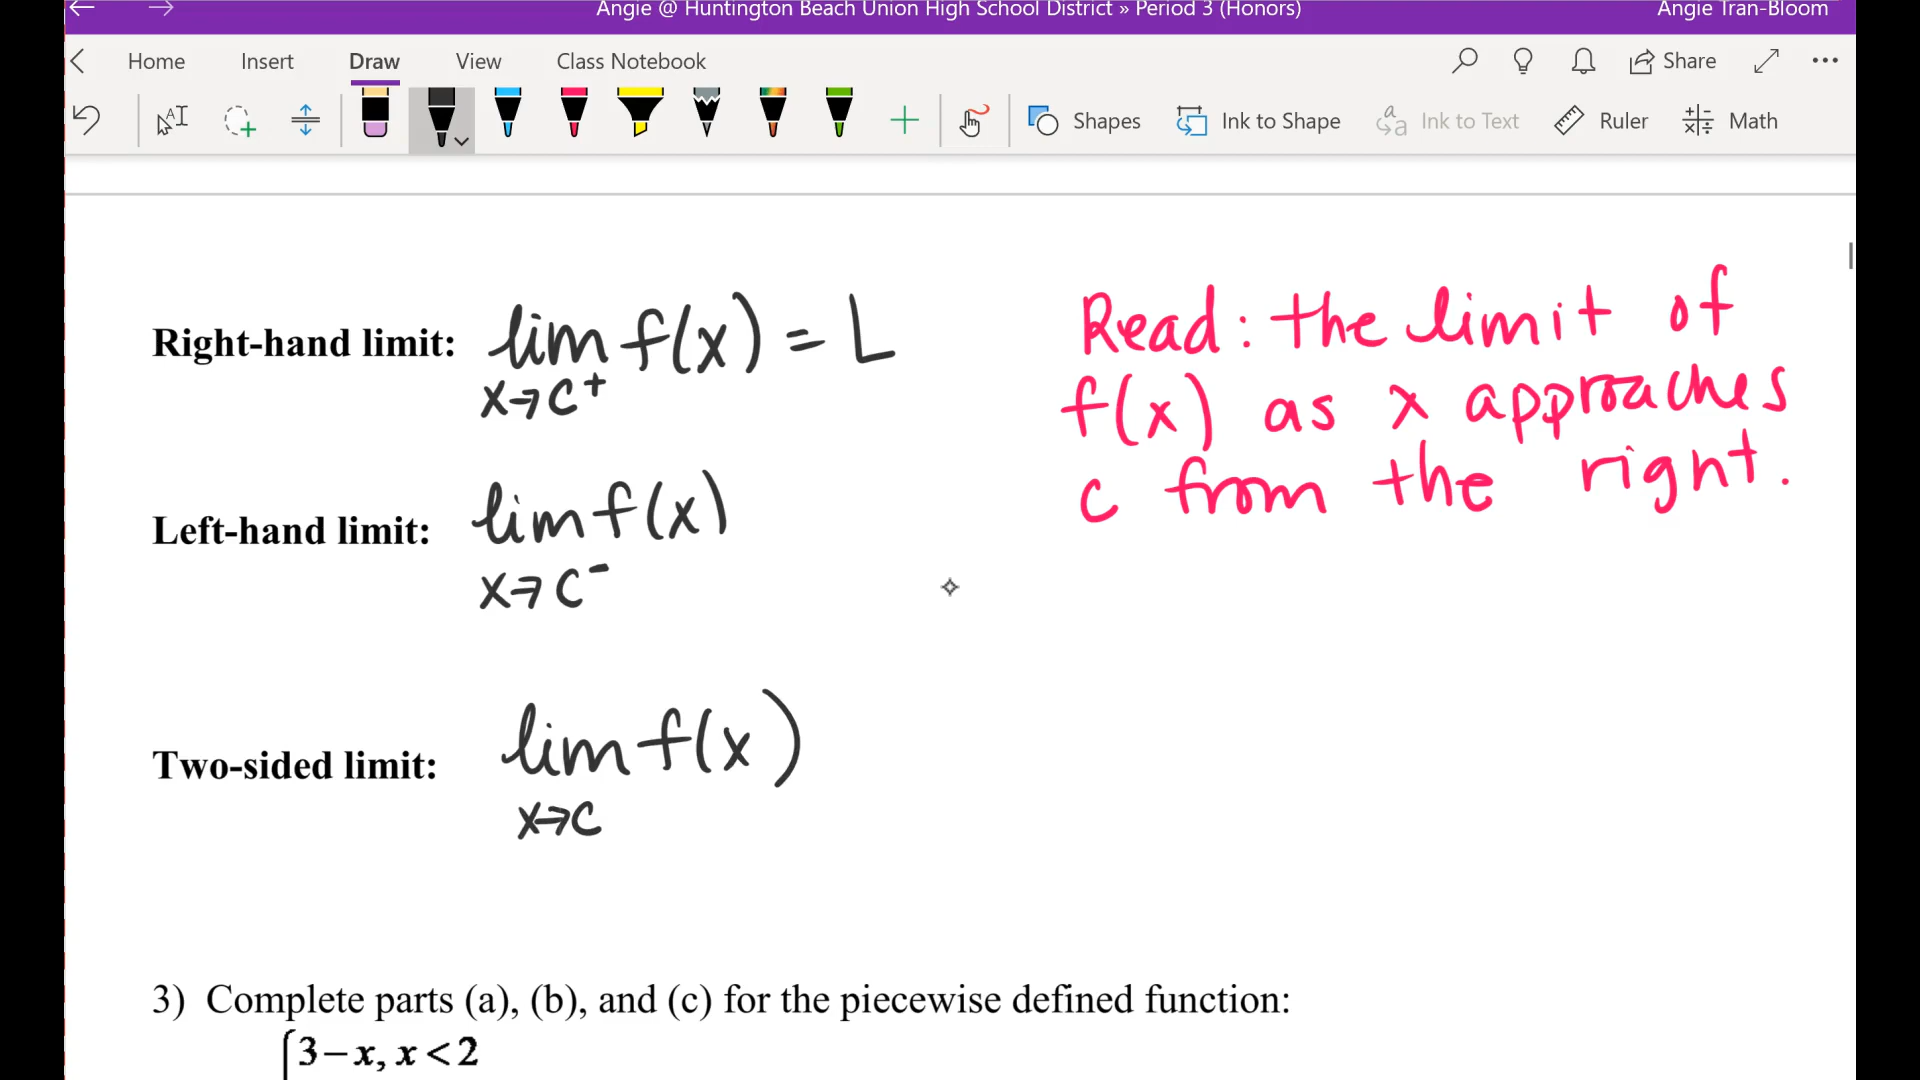 Angie @ Huntington Beach Union High School District » Period 3 (Honors)
Angie Tran-Bloom
Home Insert Draw View Class Notebook Share
Shapes Ink to Shape Ink to Text Ruler Math
Right-hand limit: lim f(x) = L
x→c⁺
Read: the limit of
f(x) as x approaches
c from the right.
Left-hand limit: lim f(x)
x→c⁻
Two-sided limit: lim f(x)
x→c
3) Complete parts (a), (b), and (c) for the piecewise defined function:
3–x, x<2